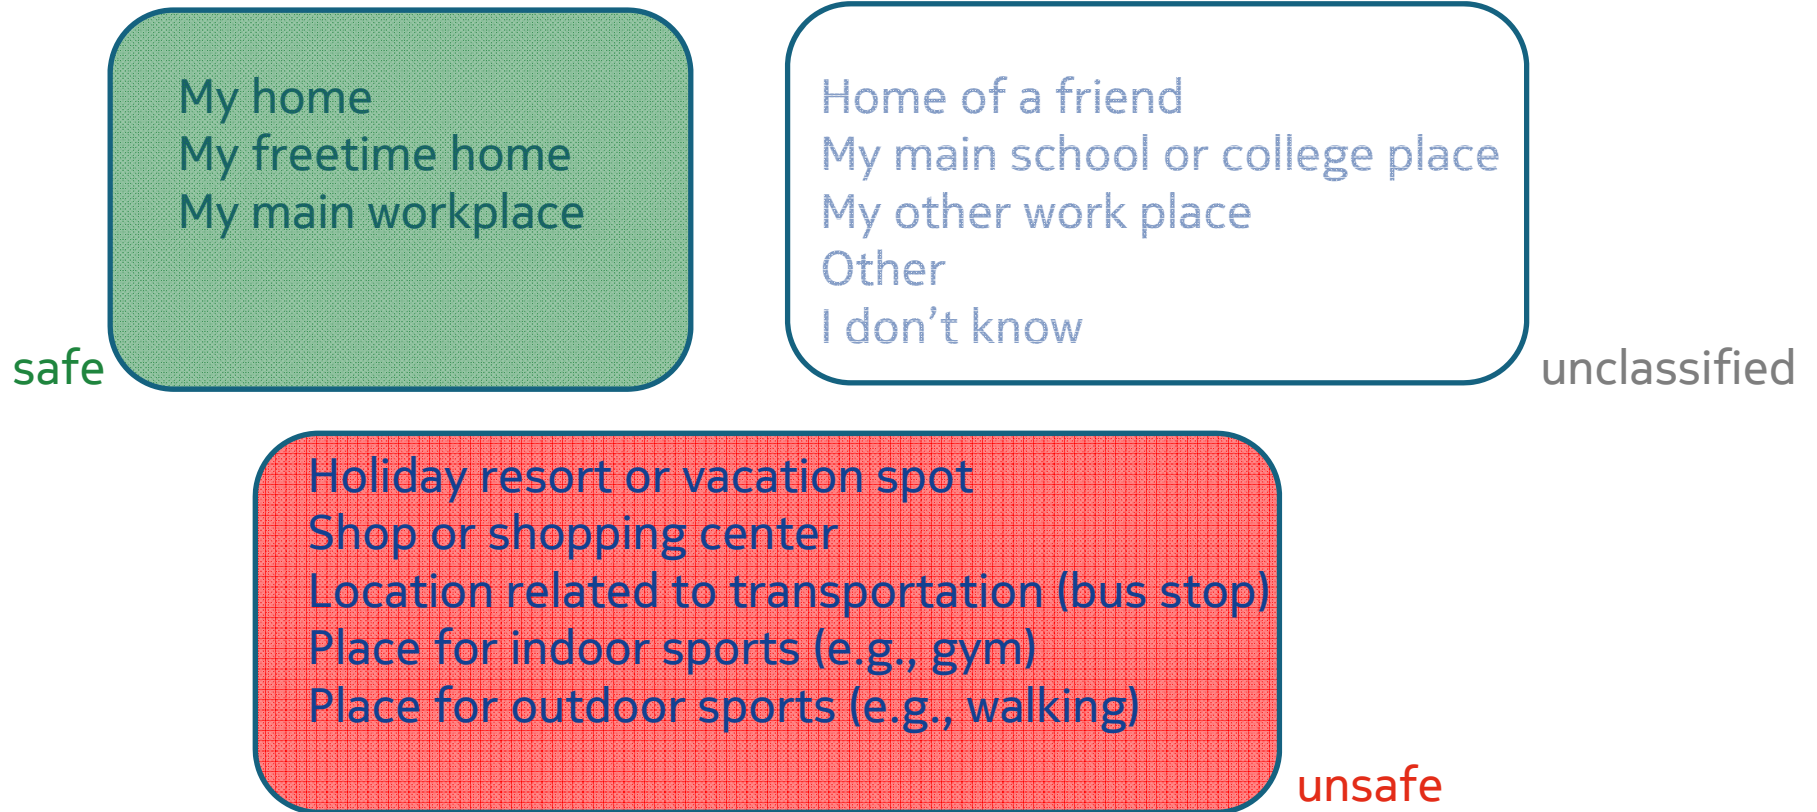 My home
My freetime home
My main workplace
safe
Home of a friend
My main school or college place
My other work place
Other
I don’t know
unclassified
Holiday resort or vacation spot
Shop or shopping center
Location related to transportation (bus stop)
Place for indoor sports (e.g., gym)
Place for outdoor sports (e.g., walking)
unsafe